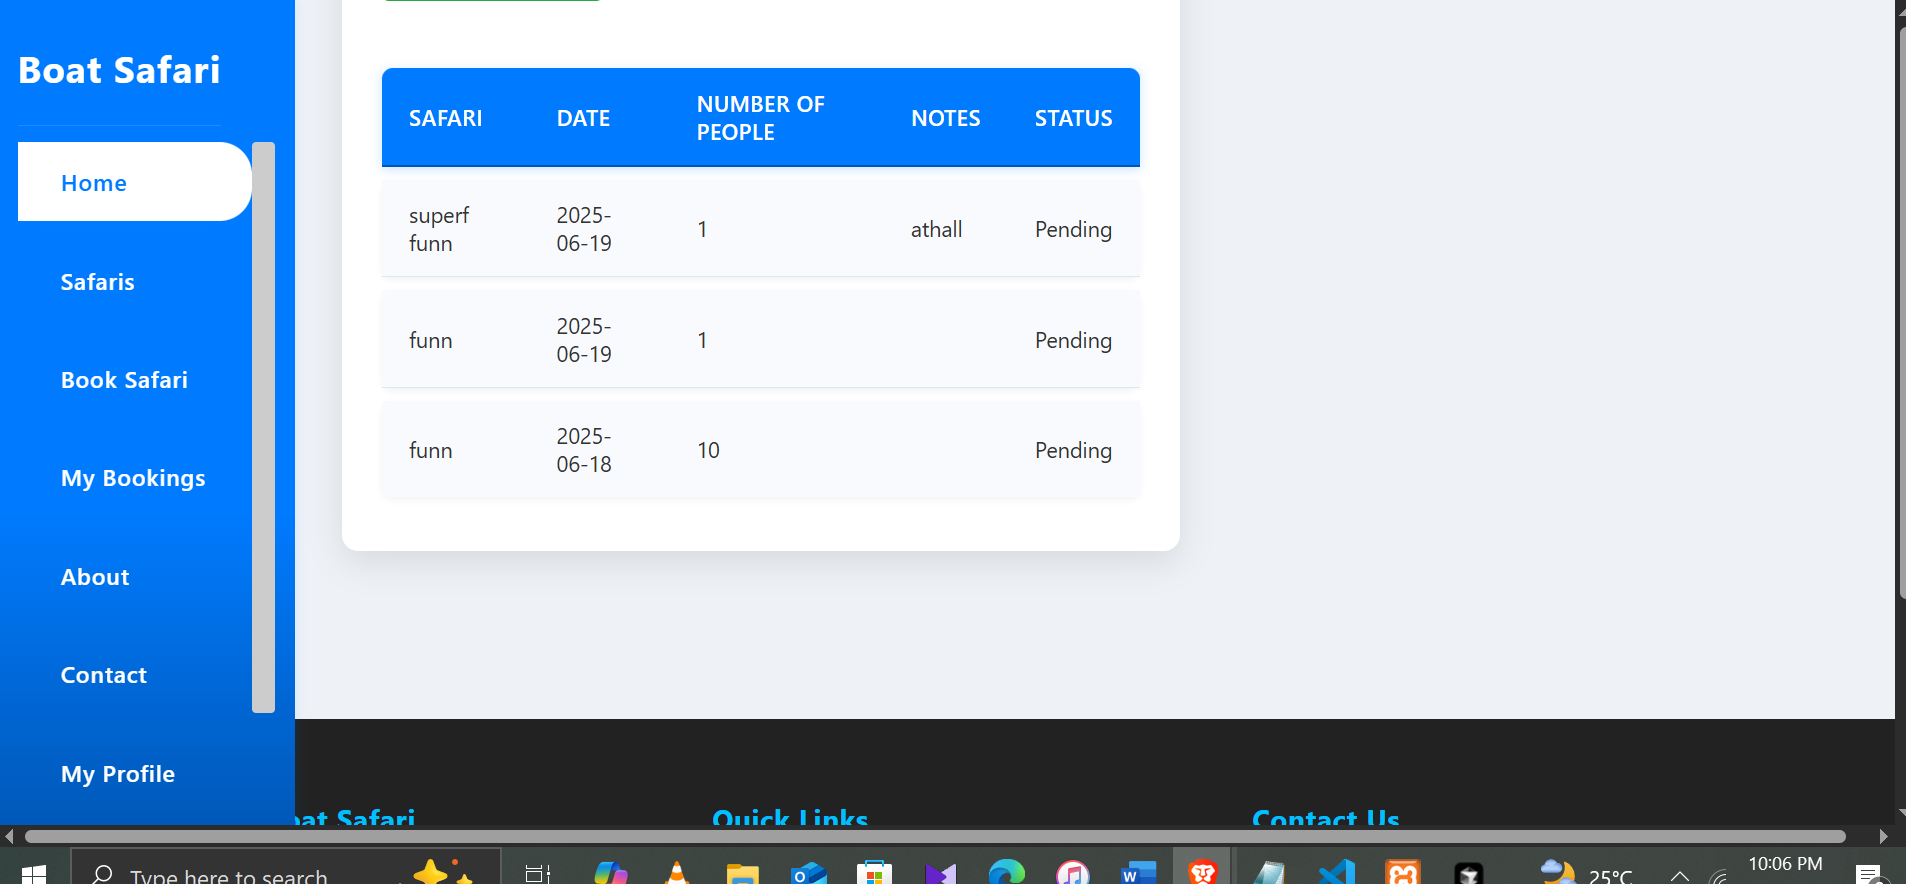 Boat Safari
Home
Safaris
Book Safari
My Bookings
About
Contact
My Profile
SAFARI DATE NUMBER OF PEOPLE NOTES STATUS
superf funn 2025-06-19 1 athall Pending
funn 2025-06-19 1 Pending
funn 2025-06-18 10 Pending
oat Safari Quick Links Contact Us
Type here to search
25°C
10:06 PM